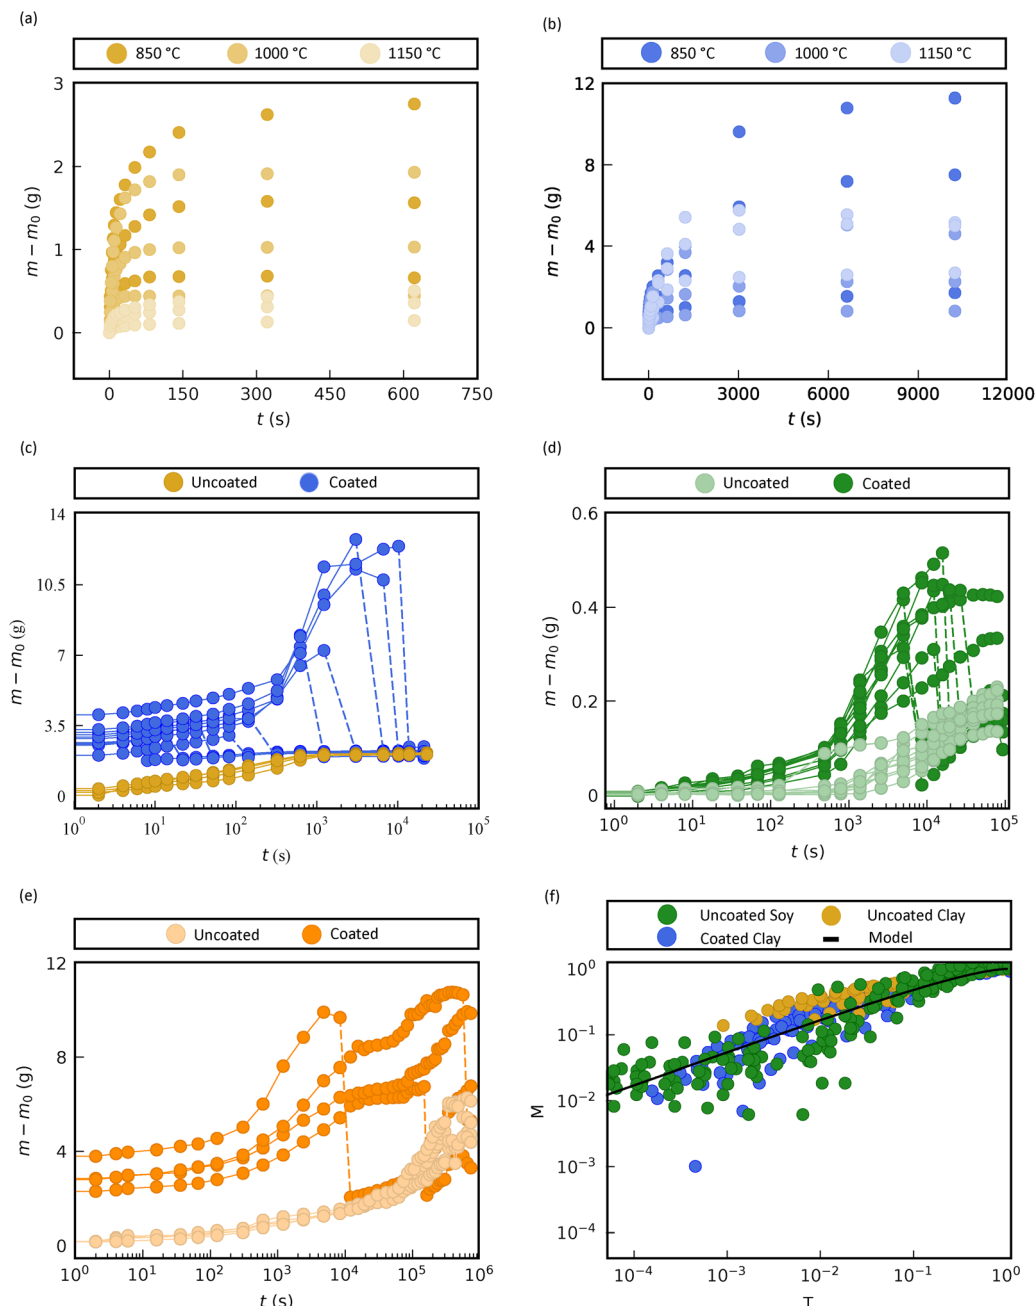 (a)
850 °C 1000 °C 1150 °C
3
2
1
0
m − m₀ (g)
0 150 300 450 600 750
t (s)
(b)
850 °C 1000 °C 1150 °C
12
8
4
0
m − m₀ (g)
0 3000 6000 9000 12000
t (s)
(c)
Uncoated Coated
14
10.5
7
3.5
0
m − m₀ (g)
10⁰ 10¹ 10² 10³ 10⁴ 10⁵
t (s)
(d)
Uncoated Coated
0.6
0.4
0.2
0
m − m₀ (g)
10⁰ 10¹ 10² 10³ 10⁴ 10⁵
t (s)
(e)
Uncoated Coated
12
8
4
0
m − m₀ (g)
10⁰ 10¹ 10² 10³ 10⁴ 10⁵ 10⁶
t (s)
(f)
Uncoated Soy Uncoated Clay
Coated Clay Model
10⁰
10⁻¹
10⁻²
10⁻³
10⁻⁴
M
10⁻⁴ 10⁻³ 10⁻² 10⁻¹ 10⁰
T